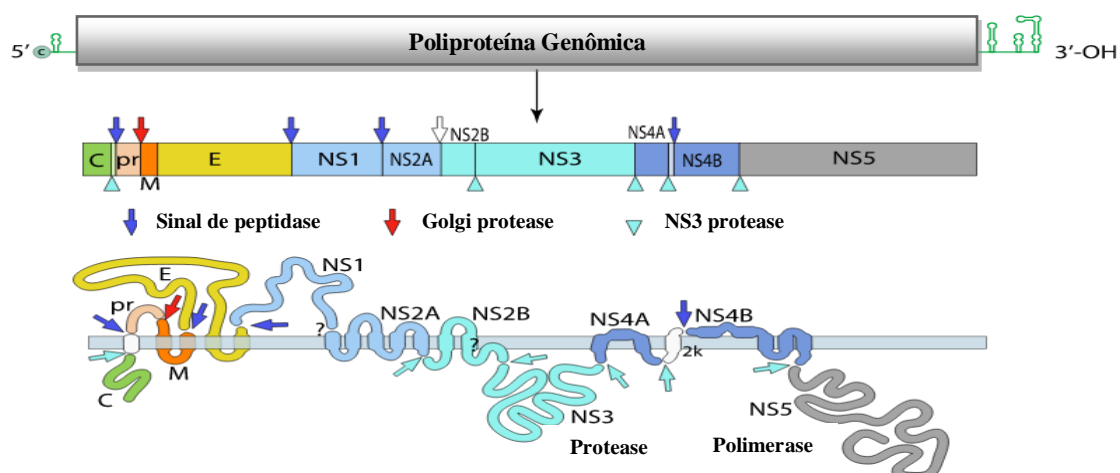 Poliproteína Genômica
5’ c 3’-OH
NS2B NS4A
C pr E NS1 NS2A NS3 NS4B NS5
M
Sinal de peptidase Golgi protease NS3 protease
NS1
E
pr NS2A NS2B NS4A NS4B
? ?
2k
M
C
NS3 NS5
Protease Polimerase